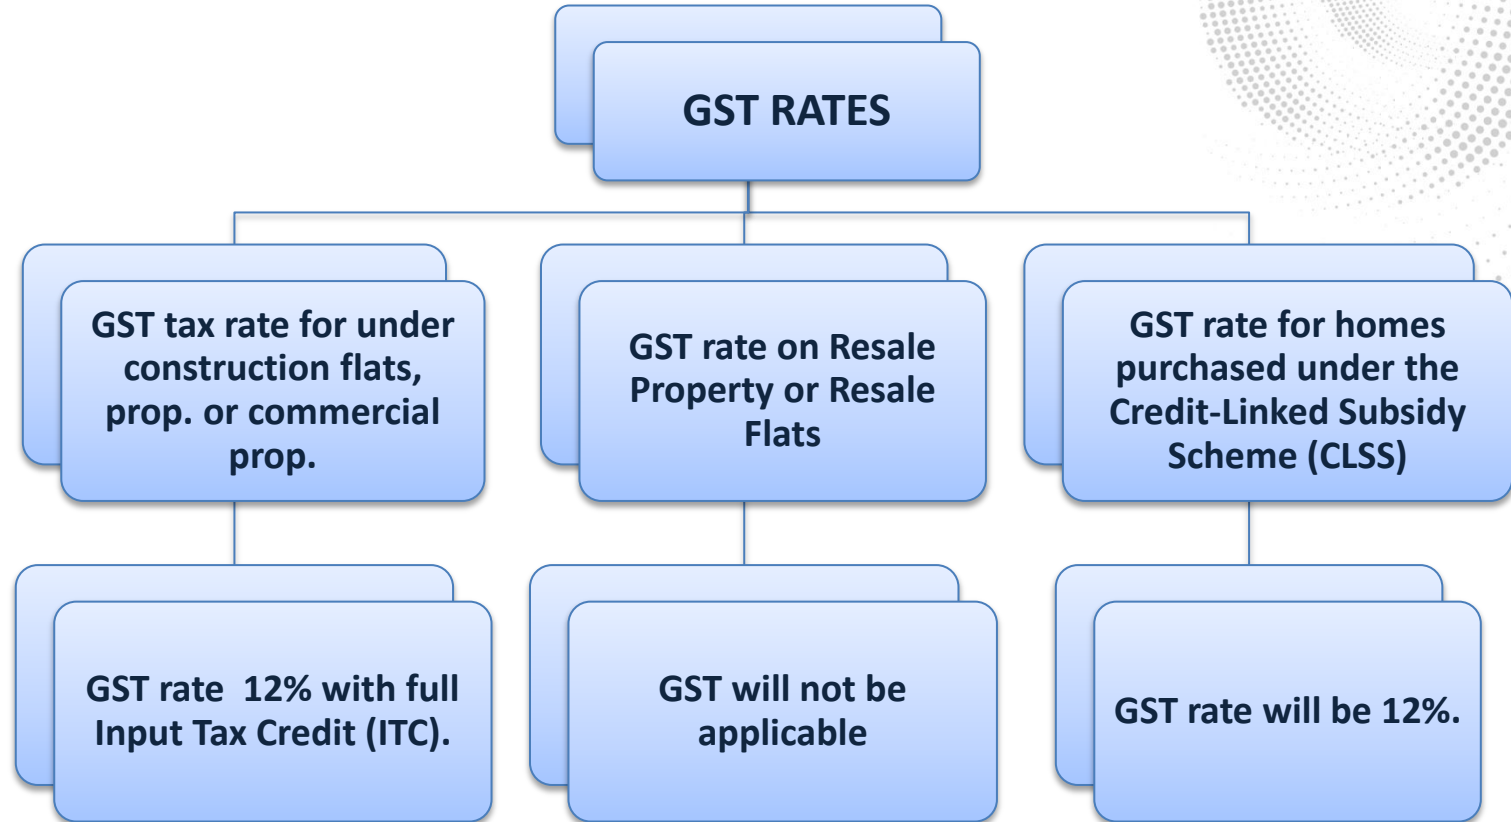 GST RATES
GST tax rate for under
construction flats,
prop. or commercial
prop.
GST rate on Resale
Property or Resale
Flats
GST rate for homes
purchased under the
Credit-Linked Subsidy
Scheme (CLSS)
GST rate  12% with full
Input Tax Credit (ITC).
GST will not be
applicable
GST rate will be 12%.